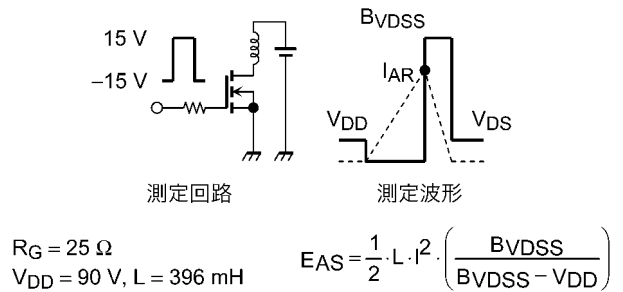 15 V
–15 V
BVDSS
IAR
VDD
VDS
測定回路
測定波形
RG = 25 Ω
VDD = 90 V, L = 396 mH
EAS = 1/2 · L · I² · (BVDSS / (BVDSS − VDD))